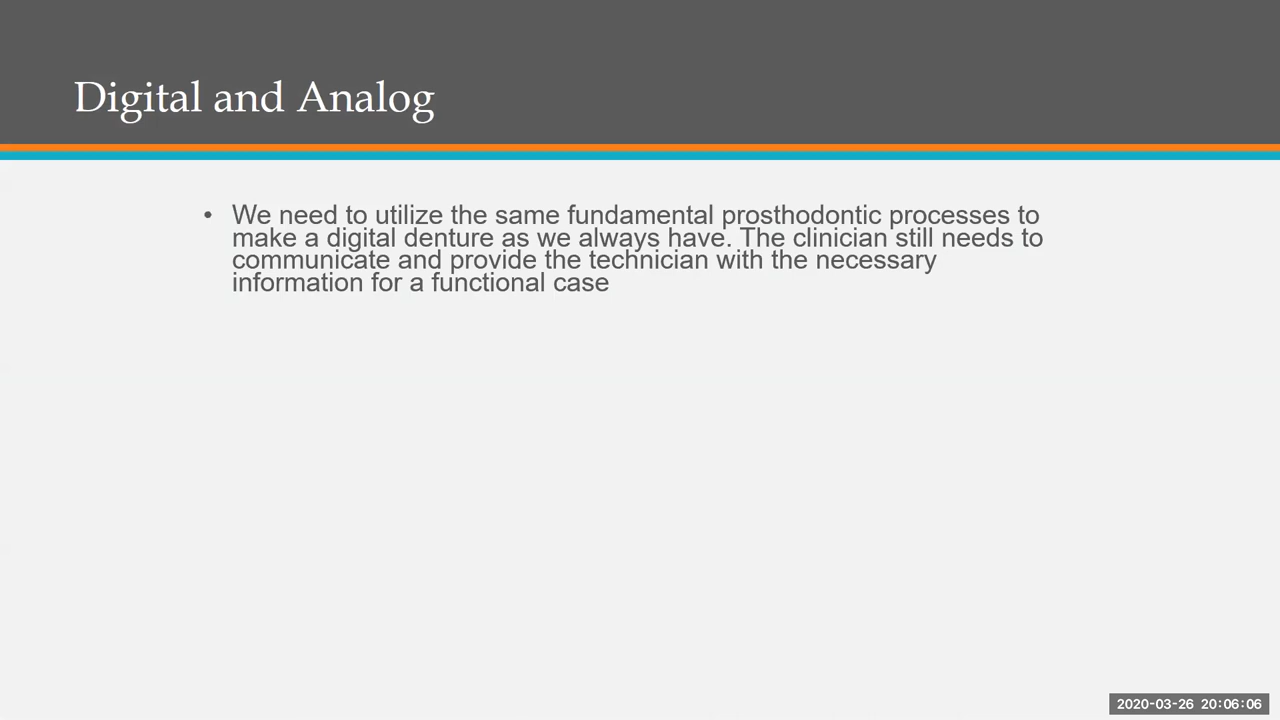 Digital and Analog
• We need to utilize the same fundamental prosthodontic processes to
make a digital denture as we always have. The clinician still needs to
communicate and provide the technician with the necessary
information for a functional case
2020-03-26 20:06:06